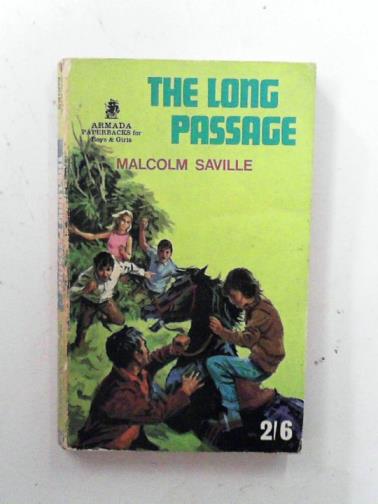 THE LONG
PASSAGE
ARMADA
PAPERBACKS for
Boys & Girls
MALCOLM SAVILLE
2/6